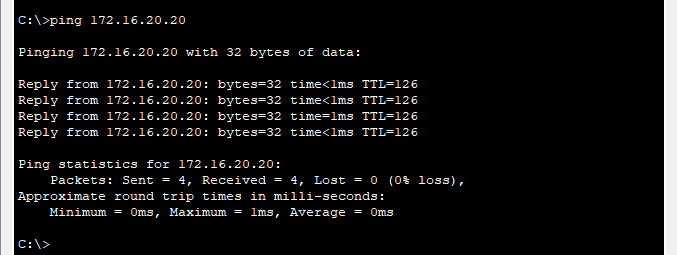 C:\>ping 172.16.20.20
Pinging 172.16.20.20 with 32 bytes of data:
Reply from 172.16.20.20: bytes=32 time<1ms TTL=126
Reply from 172.16.20.20: bytes=32 time<1ms TTL=126
Reply from 172.16.20.20: bytes=32 time=1ms TTL=126
Reply from 172.16.20.20: bytes=32 time<1ms TTL=126
Ping statistics for 172.16.20.20:
    Packets: Sent = 4, Received = 4, Lost = 0 (0% loss),
Approximate round trip times in milli-seconds:
    Minimum = 0ms, Maximum = 1ms, Average = 0ms
C:\>